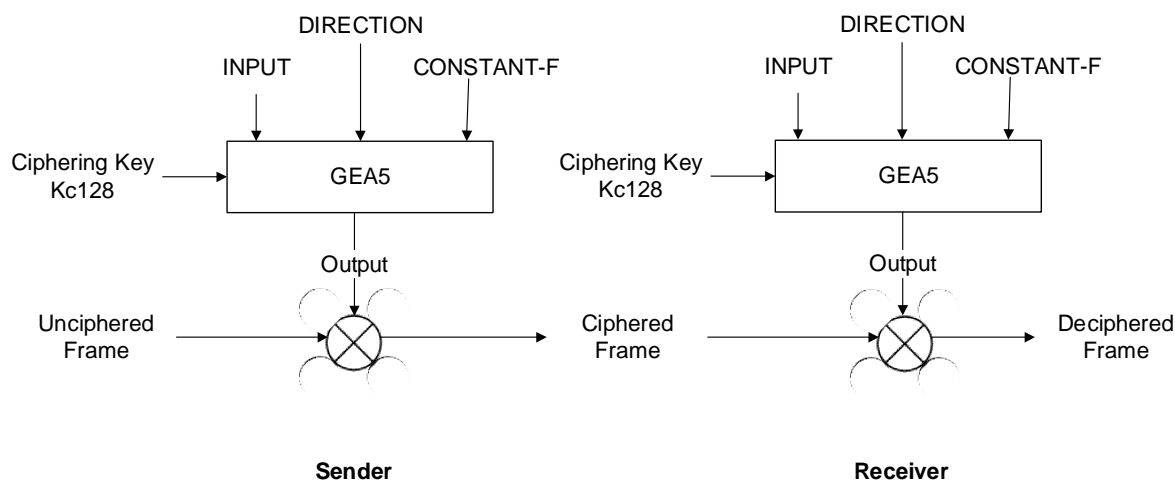 DIRECTION
INPUT
CONSTANT-F
Ciphering Key
Kc128
GEA5
Output
Unciphered
Frame
Sender
DIRECTION
INPUT
CONSTANT-F
Ciphering Key
Kc128
GEA5
Output
Ciphered
Frame
Deciphered
Frame
Receiver